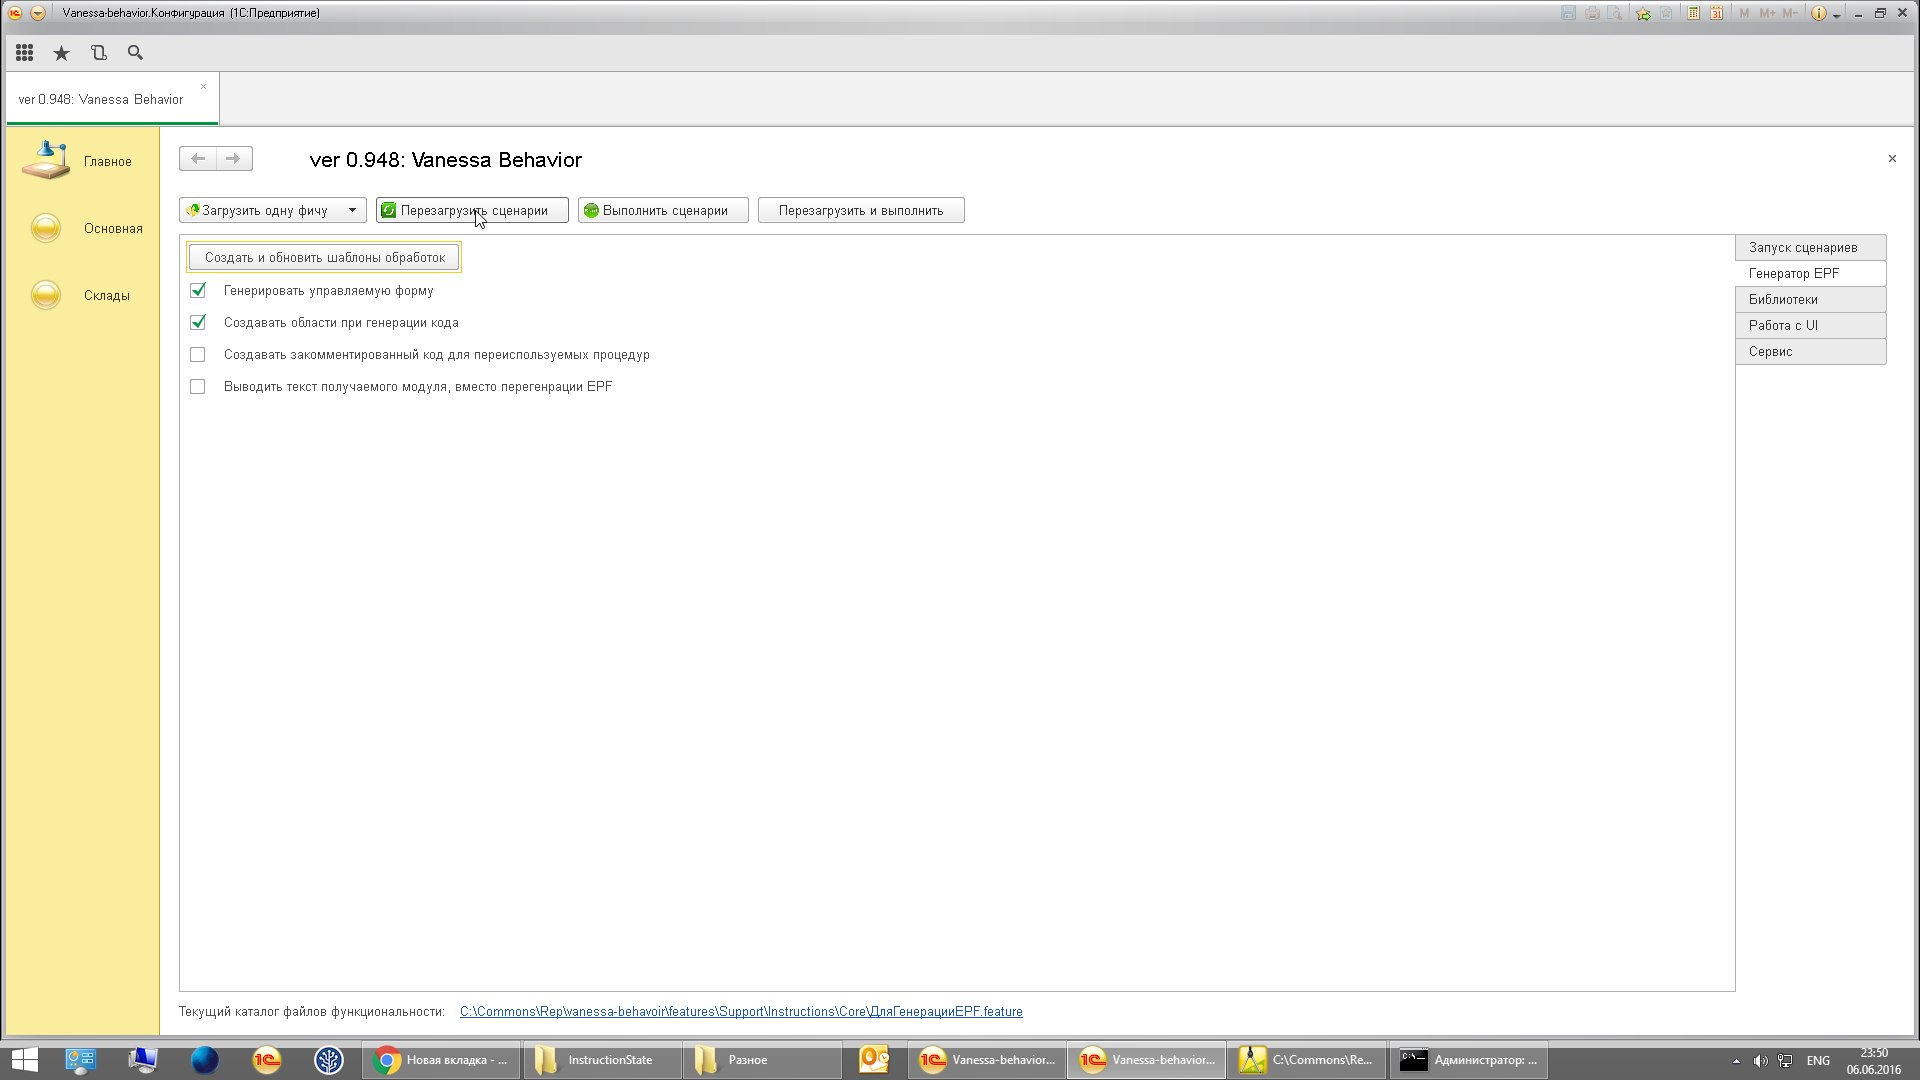 Vanessa-behavior.Конфигурация (1С:Предприятие)
M M+ M-
ver 0.948: Vanessa Behavior
Главное
Основная
Склады
ver 0.948: Vanessa Behavior
Загрузить одну фичу
Перезагрузить сценарии
Выполнить сценарии
Перезагрузить и выполнить
Создать и обновить шаблоны обработок
Генерировать управляемую форму
Создавать области при генерации кода
Создавать закомментированный код для переиспользуемых процедур
Выводить текст получаемого модуля, вместо перегенрации EPF
Запуск сценариев
Генератор EPF
Библиотеки
Работа с UI
Сервис
Текущий каталог файлов функциональности: C:\Commons\Rep\vanessa-behavoir\features\Support\Instructions\Core\ДляГенерацииEPF.feature
Новая вкладка - ...
InstructionState
Разное
Vanessa-behavior...
Vanessa-behavior...
C:\Commons\Re...
Администратор: ...
ENG
23:50
06.06.2016